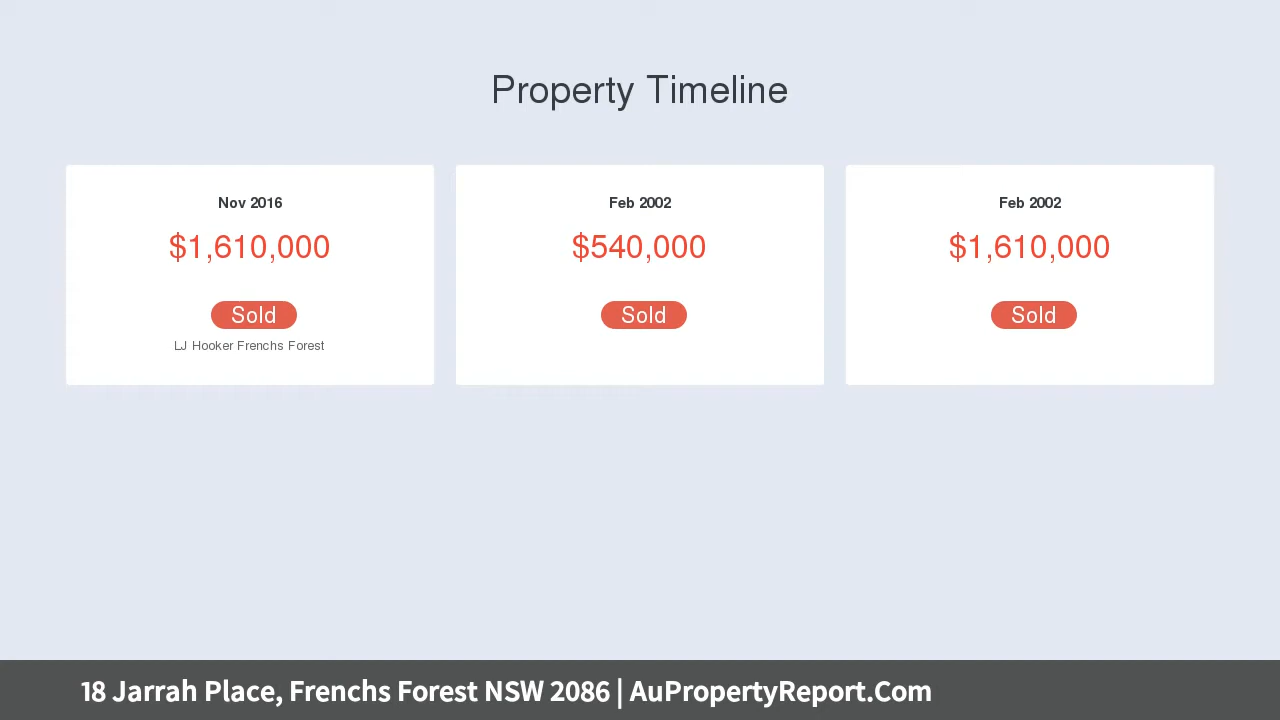 Property Timeline
Nov 2016
$1,610,000
Sold
LJ Hooker Frenchs Forest
Feb 2002
$540,000
Sold
Feb 2002
$1,610,000
Sold
18 Jarrah Place, Frenchs Forest NSW 2086 | AuPropertyReport.Com